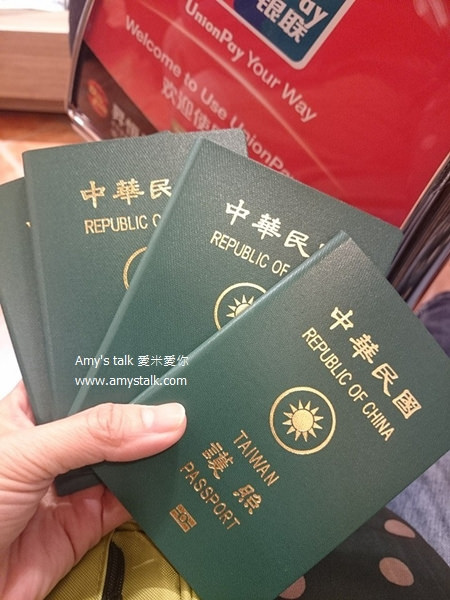 Pay
银联
UnionPay Your Way
Welcome to Use UnionPay
欢迎使
中華民
REPUBLIC O
中華民
REPUBLIC OF
中華民國
REPUBLIC OF CHINA
TAIWAN
護照
PASSPORT
Amy's talk 愛米愛你
www.amystalk.com